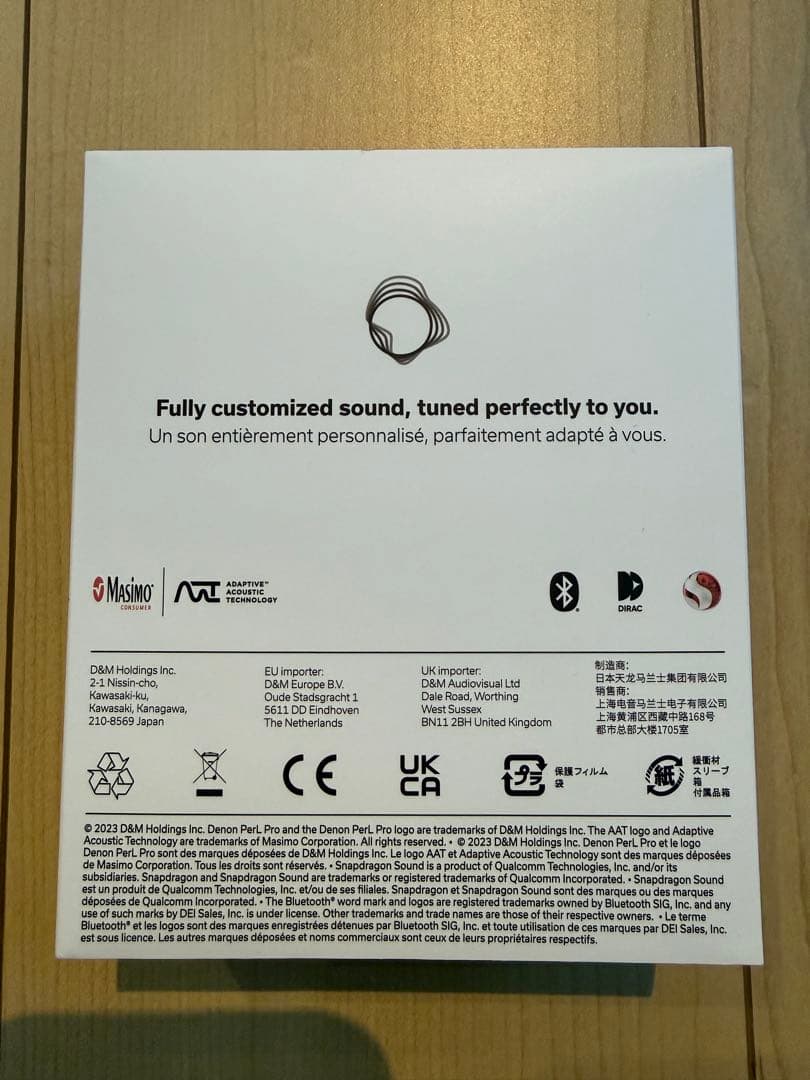 Fully customized sound, tuned perfectly to you.
Un son entièrement personnalisé, parfaitement adapté à vous.
MASIMO
CONSUMER
AAT
ADAPTIVE™
ACOUSTIC
TECHNOLOGY
DIRAC
D&M Holdings Inc.
2-1 Nissin-cho,
Kawasaki-ku,
Kawasaki, Kanagawa,
210-8569 Japan
EU importer:
D&M Europe B.V.
Oude Stadsgracht 1
5611 DD Eindhoven
The Netherlands
UK importer:
D&M Audiovisual Ltd
Dale Road, Worthing
West Sussex
BN11 2BH United Kingdom
制造商:
日本天龙马兰士集团有限公司
销售商:
上海电音马兰士电子有限公司
上海黄浦区西藏中路168号
都市总部大楼1705室
CE
UK
CA
プラ
保護フィルム
袋
紙
緩衝材
スリーブ
箱
付属品箱
© 2023 D&M Holdings Inc. Denon PerL Pro and the Denon PerL Pro logo are trademarks of D&M Holdings Inc. The AAT logo and Adaptive
Acoustic Technology are trademarks of Masimo Corporation. All rights reserved. • © 2023 D&M Holdings Inc. Denon PerL Pro et le logo
Denon PerL Pro sont des marques déposées de D&M Holdings Inc. Le logo AAT et Adaptive Acoustic Technology sont des marques déposées
de Masimo Corporation. Tous les droits sont réservés. • Snapdragon Sound is a product of Qualcomm Technologies, Inc. and/or its
subsidiaries. Snapdragon and Snapdragon Sound are trademarks or registered trademarks of Qualcomm Incorporated. • Snapdragon Sound
est un produit de Qualcomm Technologies, Inc. et/ou de ses filiales. Snapdragon et Snapdragon Sound sont des marques ou des marques
déposées de Qualcomm Incorporated. • The Bluetooth® word mark and logos are registered trademarks owned by Bluetooth SIG, Inc. and any
use of such marks by DEI Sales, Inc. is under license. Other trademarks and trade names are those of their respective owners. • Le terme
Bluetooth® et les logos sont des marques enregistrées détenues par Bluetooth SIG, Inc. et toute utilisation de ces marques par DEI Sales, Inc.
est sous licence. Les autres marques déposées et noms commerciaux sont ceux de leurs propriétaires respectifs.